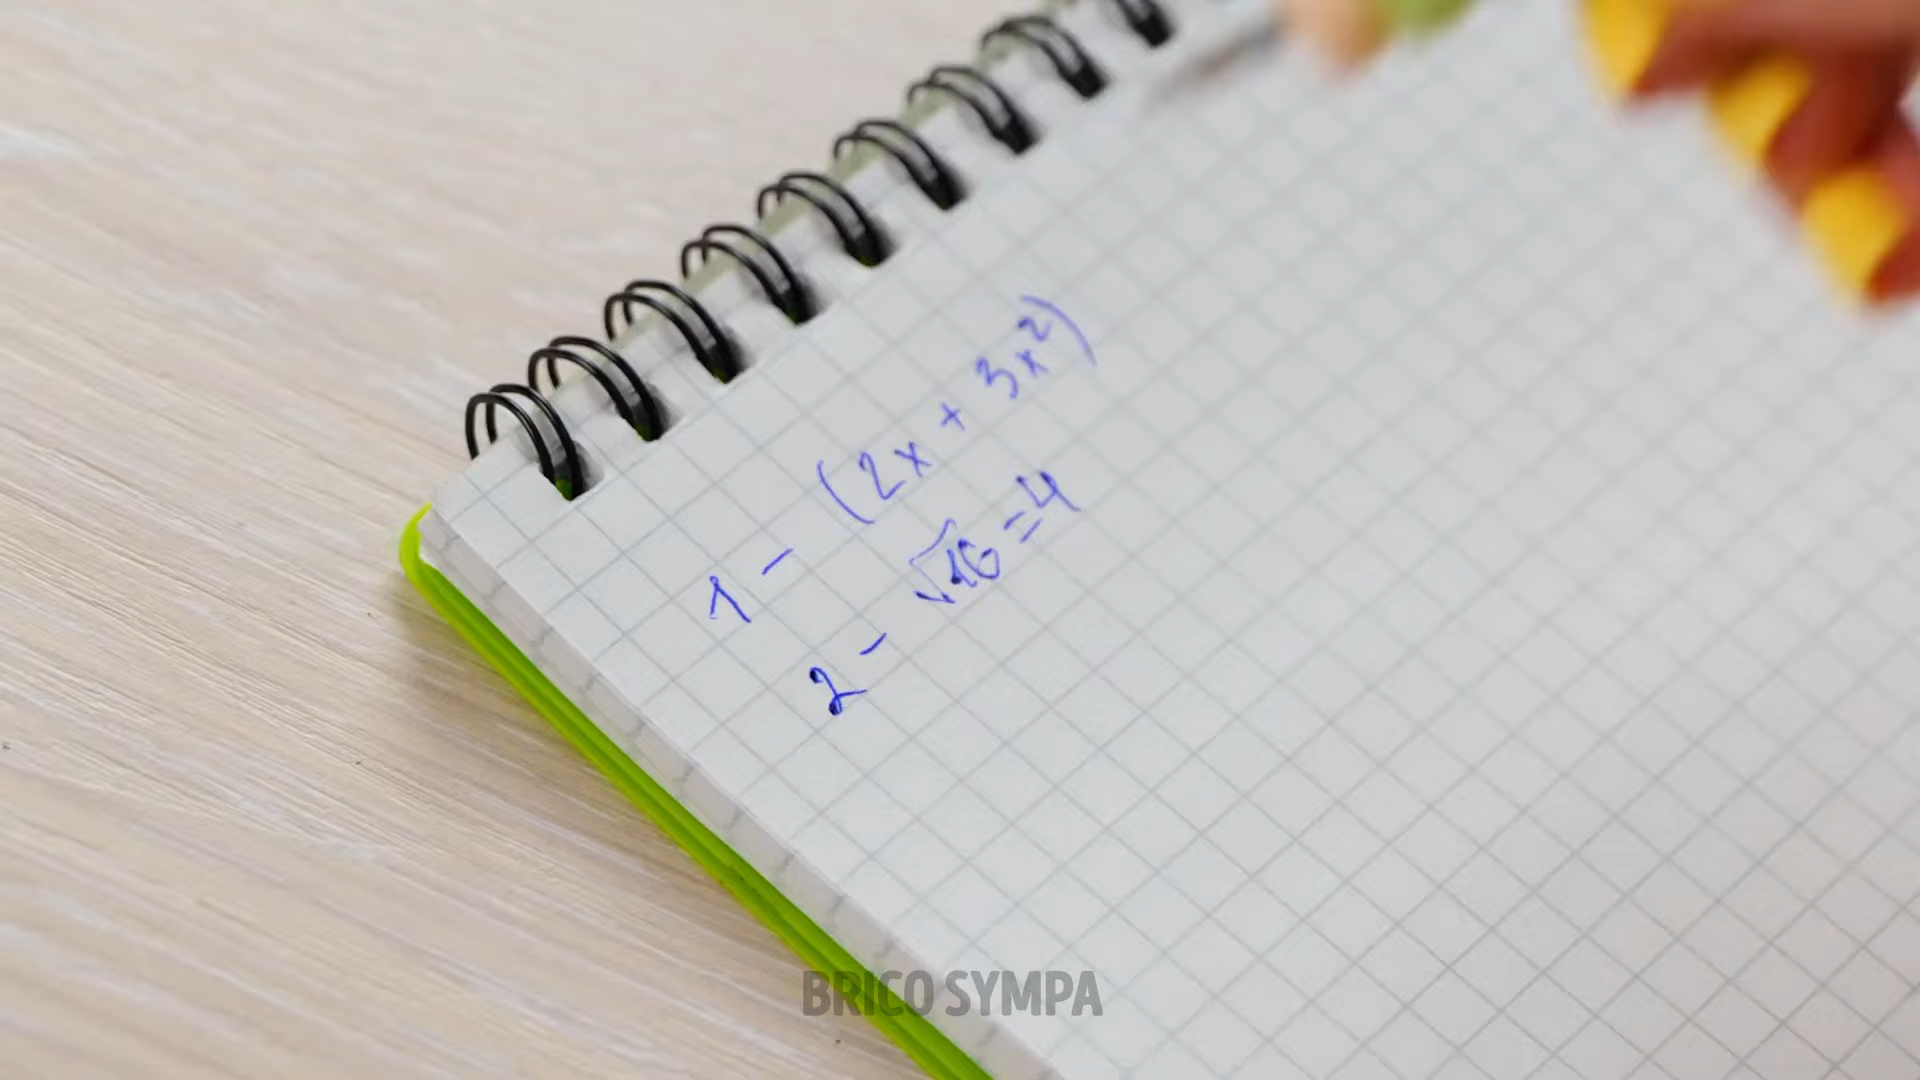 1 - (2x + 3x²)
2 - √16 = 4
BRICO SYMPA